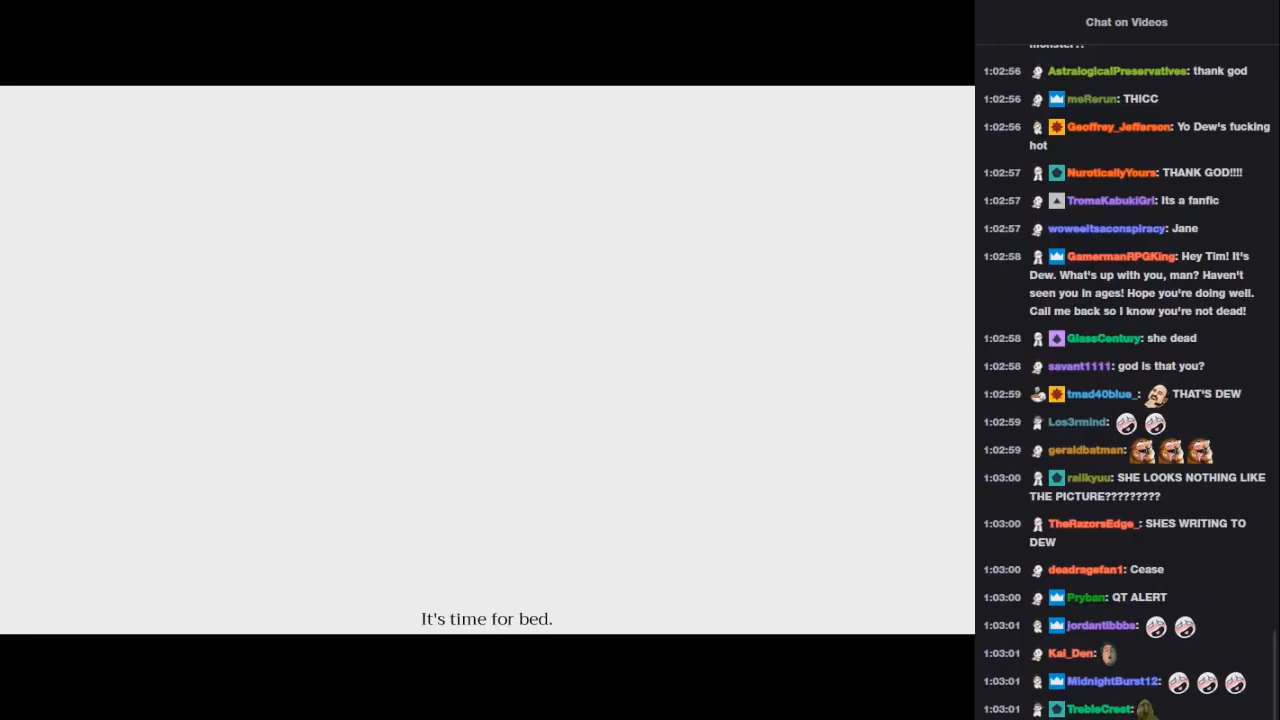 Chat on Videos
1:02:56 AstralogicalPreservatives: thank god
1:02:56 meRerun: THICC
1:02:56 Geoffrey_Jefferson: Yo Dew's fucking
hot
1:02:57 NuroticallyYours: THANK GOD!!!!
1:02:57 TromaKabukiGrl: Its a fanfic
1:02:57 woweeitsaconspiracy: Jane
1:02:58 GamermanRPGKing: Hey Tim! It's
Dew. What's up with you, man? Haven't
seen you in ages! Hope you're doing well.
Call me back so I know you're not dead!
1:02:58 GlassCentury: she dead
1:02:58 savant1111: god is that you?
1:02:59 tmad40blue_: THAT'S DEW
1:02:59 Los3rmind:
1:02:59 geraldbatman:
1:03:00 railkyuu: SHE LOOKS NOTHING LIKE
THE PICTURE?????????
1:03:00 TheRazorsEdge_: SHES WRITING TO
DEW
1:03:00 deadragefan1: Cease
1:03:00 Pryban: QT ALERT
1:03:01 jordantibbbs:
1:03:01 Kai_Den:
1:03:01 MidnightBurst12:
1:03:01 TrebleCrest:
It's time for bed.